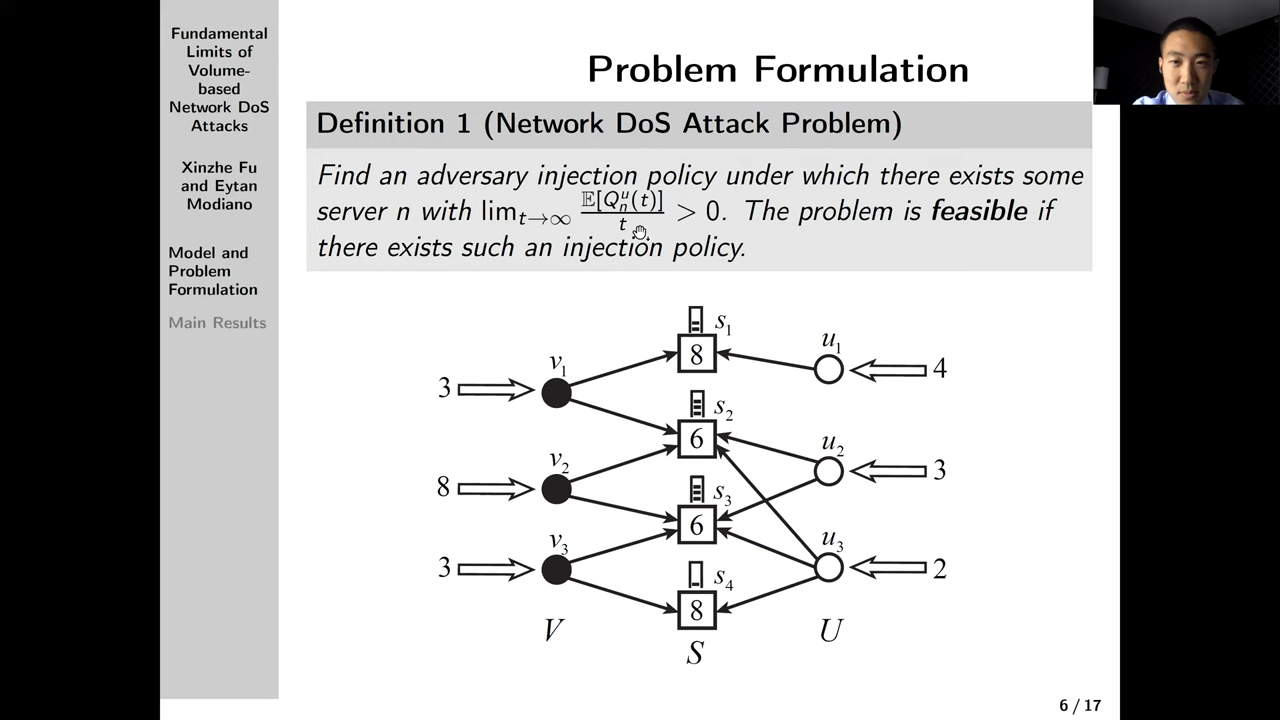 Fundamental
Limits of
Volume-
based
Network DoS
Attacks
Xinzhe Fu
and Eytan
Modiano
Model and
Problem
Formulation
Main Results
Problem Formulation
Definition 1 (Network DoS Attack Problem)
Find an adversary injection policy under which there exists some
server n with lim_{t→∞} 𝔼[Q_n^u(t)]/t > 0. The problem is feasible if
there exists such an injection policy.
s₁
8
u₁
4
v₁
3
s₂
6
u₂
3
v₂
8
s₃
6
u₃
2
v₃
3
s₄
8
V
S
U
6 / 17